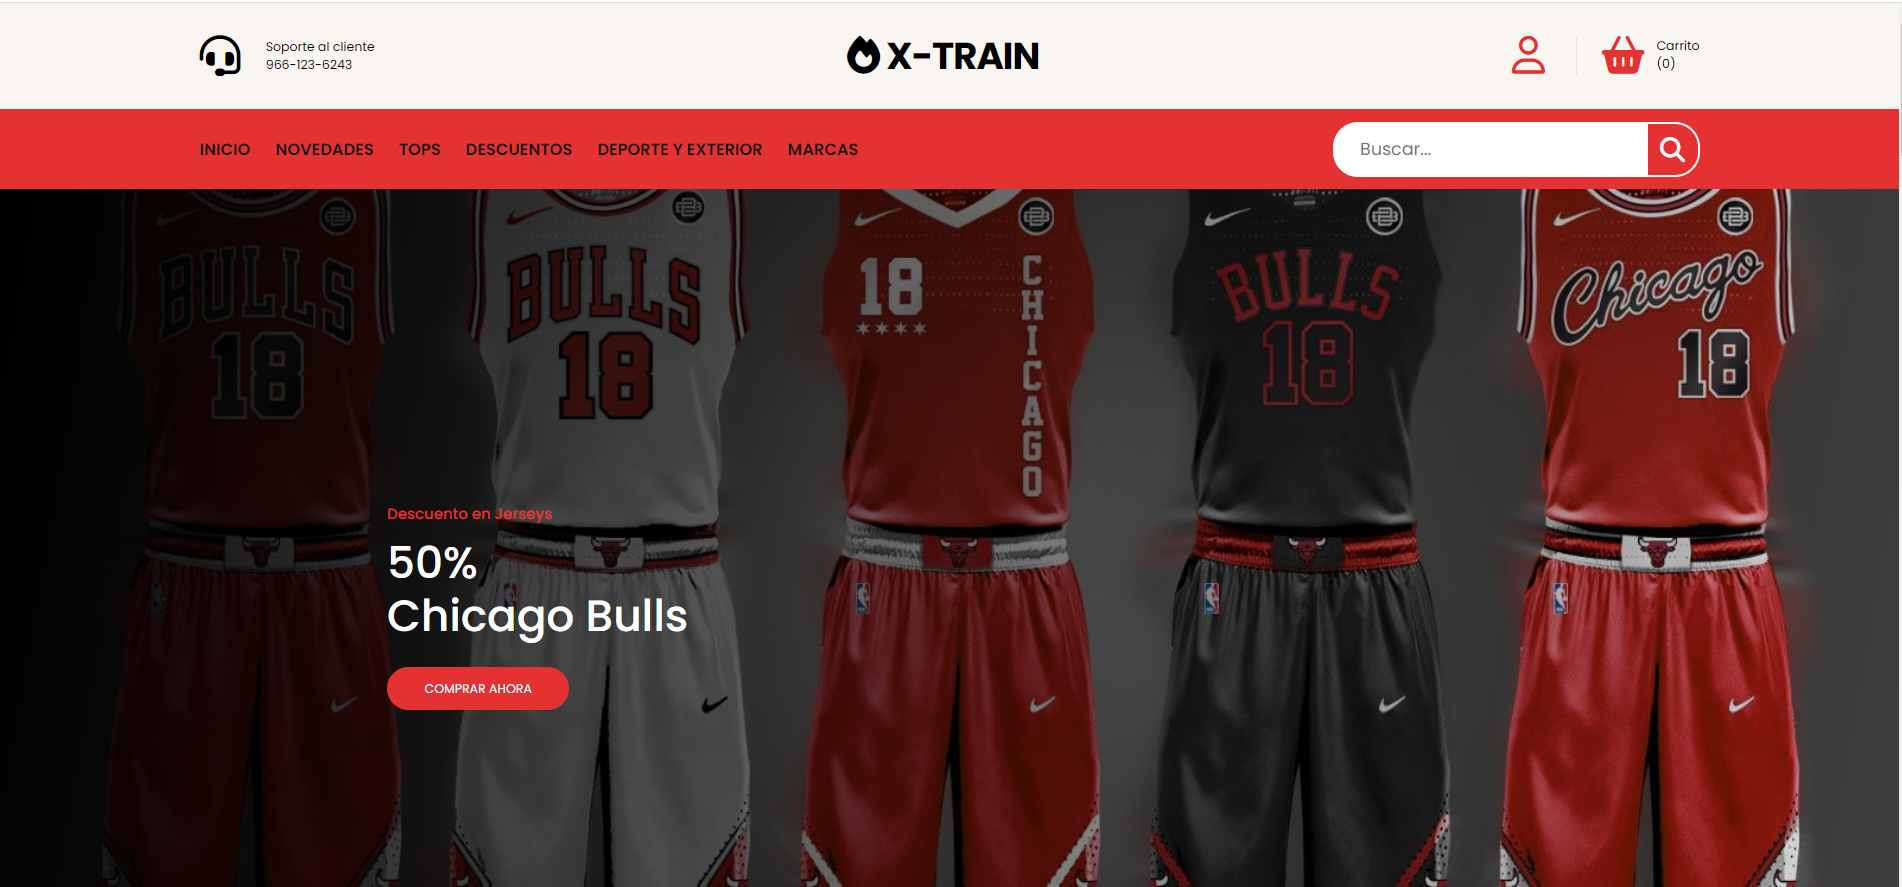 Soporte al cliente
966-123-6243
X-TRAIN
Carrito
(0)
INICIO NOVEDADES TOPS DESCUENTOS DEPORTE Y EXTERIOR MARCAS
Buscar...
BULLS
18
BULLS
18
18
CHICAGO
BULLS
18
Chicago
18
Descuento en Jerseys
50%
Chicago Bulls
COMPRAR AHORA